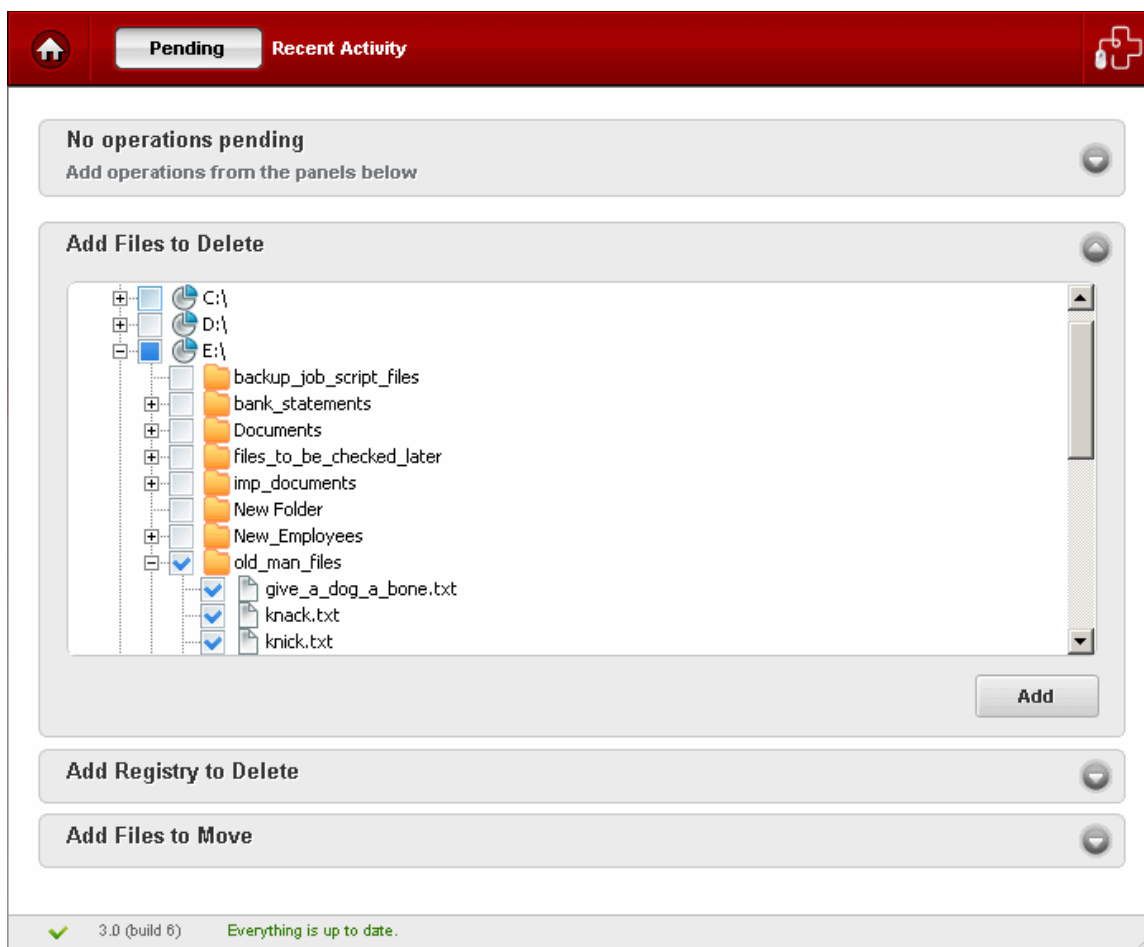 Pending Recent Activity
No operations pending
Add operations from the panels below
Add Files to Delete
C:\
D:\
E:\
backup_job_script_files
bank_statements
Documents
files_to_be_checked_later
imp_documents
New Folder
New_Employees
old_man_files
give_a_dog_a_bone.txt
knack.txt
knick.txt
Add
Add Registry to Delete
Add Files to Move
3.0 (build 6) Everything is up to date.